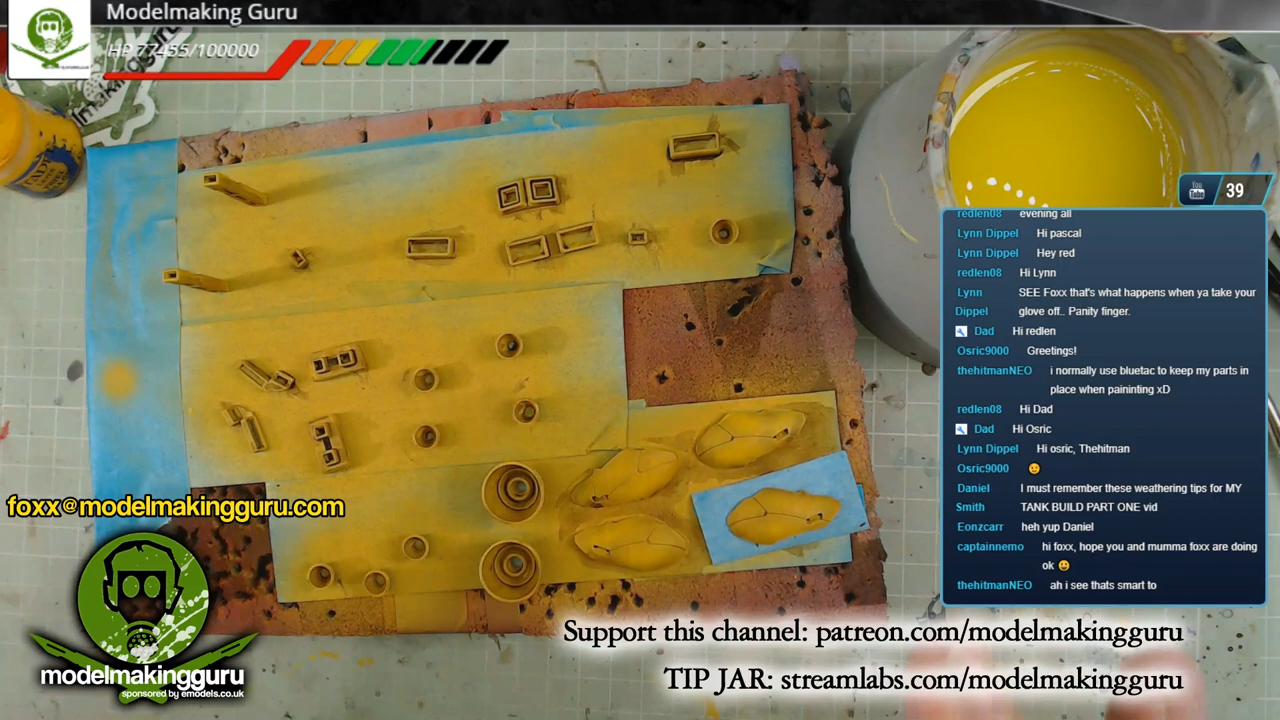 Modelmaking Guru
HP 77455/100000
You
Tube
39
redlen08 evening all
Lynn Dippel Hi pascal
Lynn Dippel Hey red
redlen08 Hi Lynn
Lynn SEE Foxx that's what happens when ya take your
Dippel glove off.. Panity finger.
Dad Hi redlen
Osric9000 Greetings!
thehitmanNEO i normally use bluetac to keep my parts in
place when paininting xD
redlen08 Hi Dad
Dad Hi Osric
Lynn Dippel Hi osric, Thehitman
Osric9000
Daniel I must remember these weathering tips for MY
Smith TANK BUILD PART ONE vid
Eonzcarr heh yup Daniel
captainnemo hi foxx, hope you and mumma foxx are doing
ok
thehitmanNEO ah i see thats smart to
foxx@modelmakingguru.com
modelmakingguru
sponsored by emodels.co.uk
Support this channel: patreon.com/modelmakingguru
TIP JAR: streamlabs.com/modelmakingguru